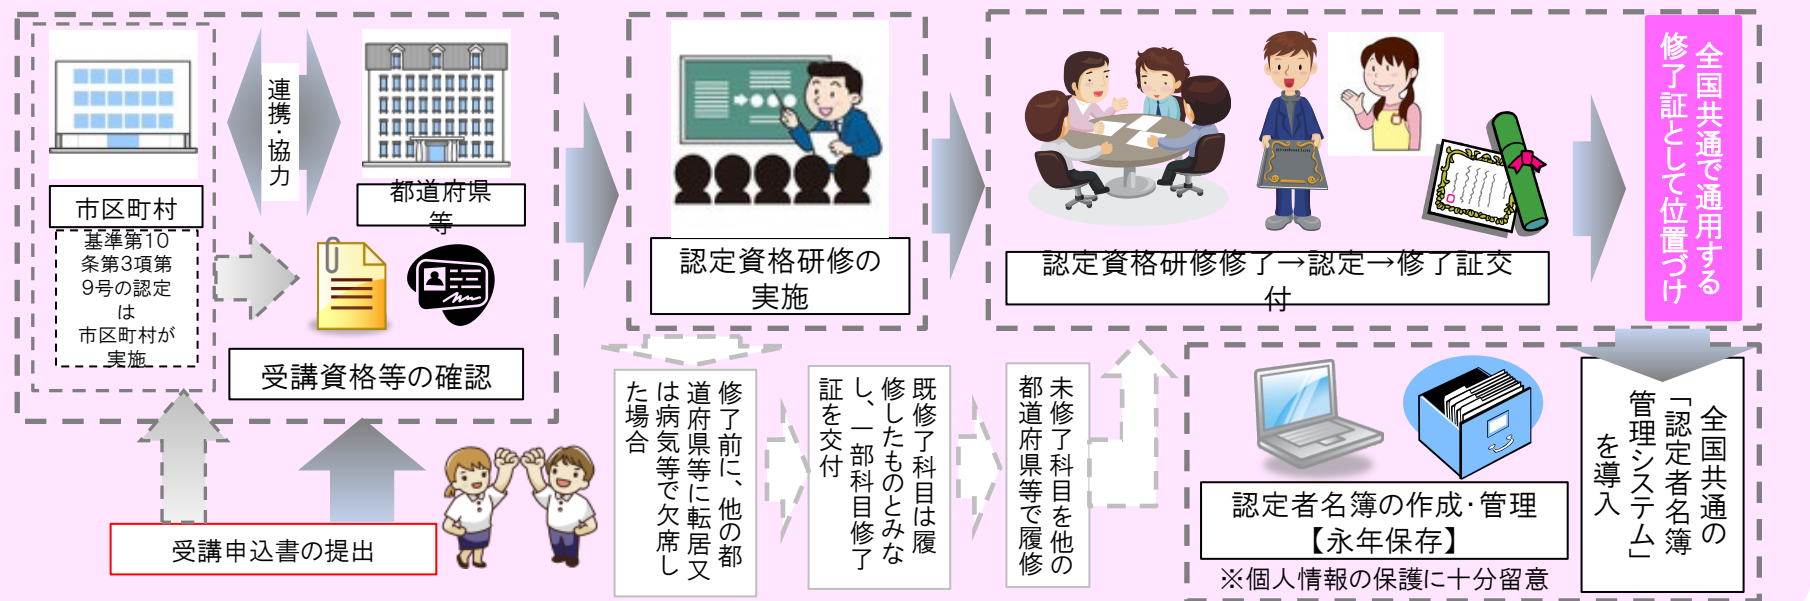 市区町村
連携・協力
都道府県
等
基準第10
条第3項第
9号の認定
は
市区町村が
実施
受講資格等の確認
受講申込書の提出
認定資格研修の
実施
認定資格研修修了→認定→修了証交
付
graduation
全国共通で通用する
修了証として位置づけ
修了前に、他の都
道府県等に転居又
は病気等で欠席し
た場合
既修了科目は履
修したものとみな
し、一部科目修了
証を交付
未修了科目を他の
都道府県等で履修
認定者名簿の作成・管理
【永年保存】
※個人情報の保護に十分留意
全国共通の
「認定者名簿
管理システム」
を導入